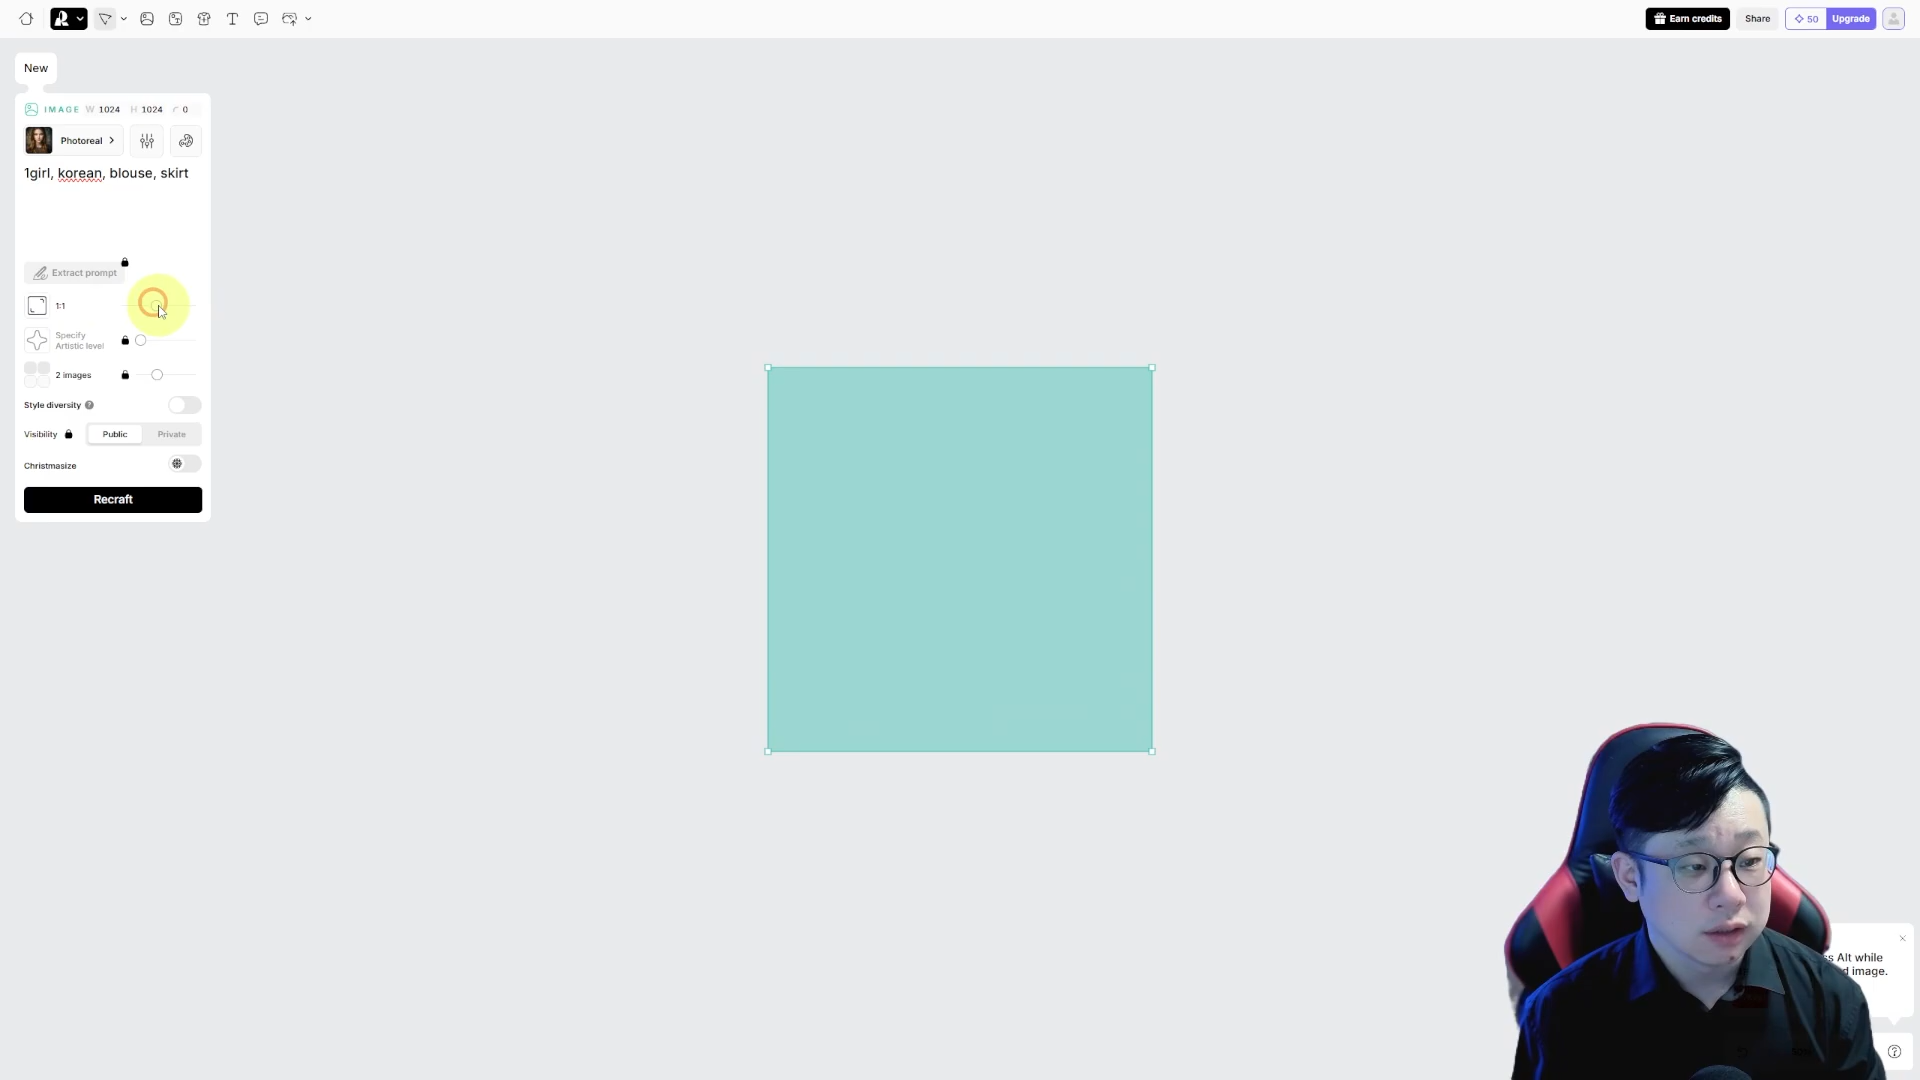 Earn credits
Share
50
Upgrade
New
IMAGE W 1024 H 1024 0
Photoreal
1girl, korean, blouse, skirt
Extract prompt
1:1
Specify
Artistic level
2 images
Style diversity ?
Visibility Public Private
Christmasize
Recraft
Alt while
image.
?